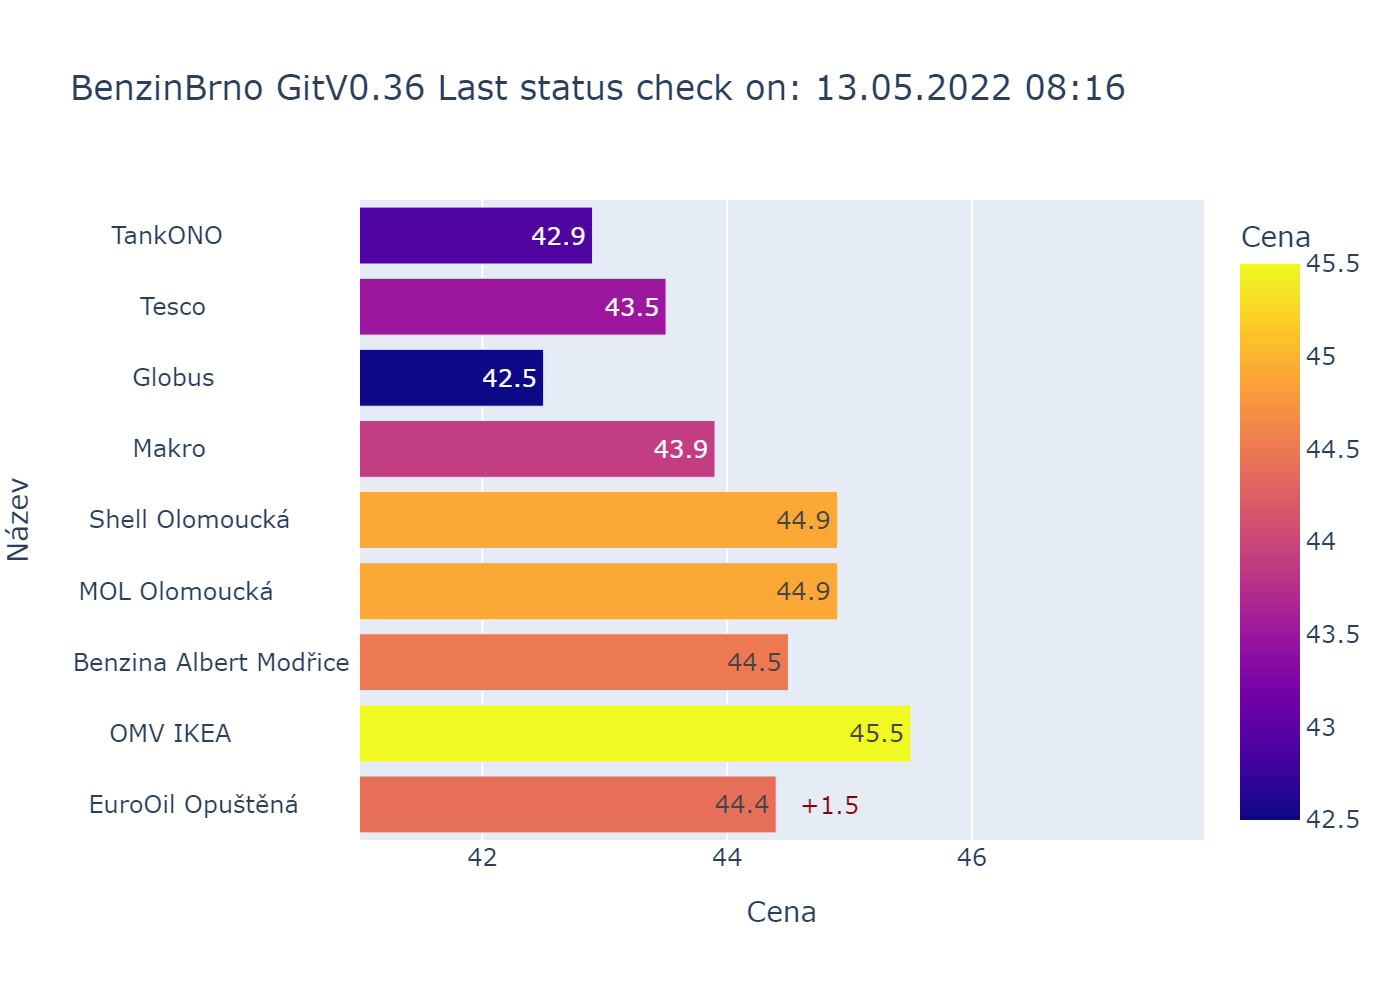 BenzinBrno GitV0.36 Last status check on: 13.05.2022 08:16
Název
TankONO 42.9
Tesco 43.5
Globus 42.5
Makro 43.9
Shell Olomoucká 44.9
MOL Olomoucká 44.9
Benzina Albert Modřice 44.5
OMV IKEA 45.5
EuroOil Opuštěná 44.4 +1.5
42 44 46
Cena
Cena
45.5
45
44.5
44
43.5
43
42.5